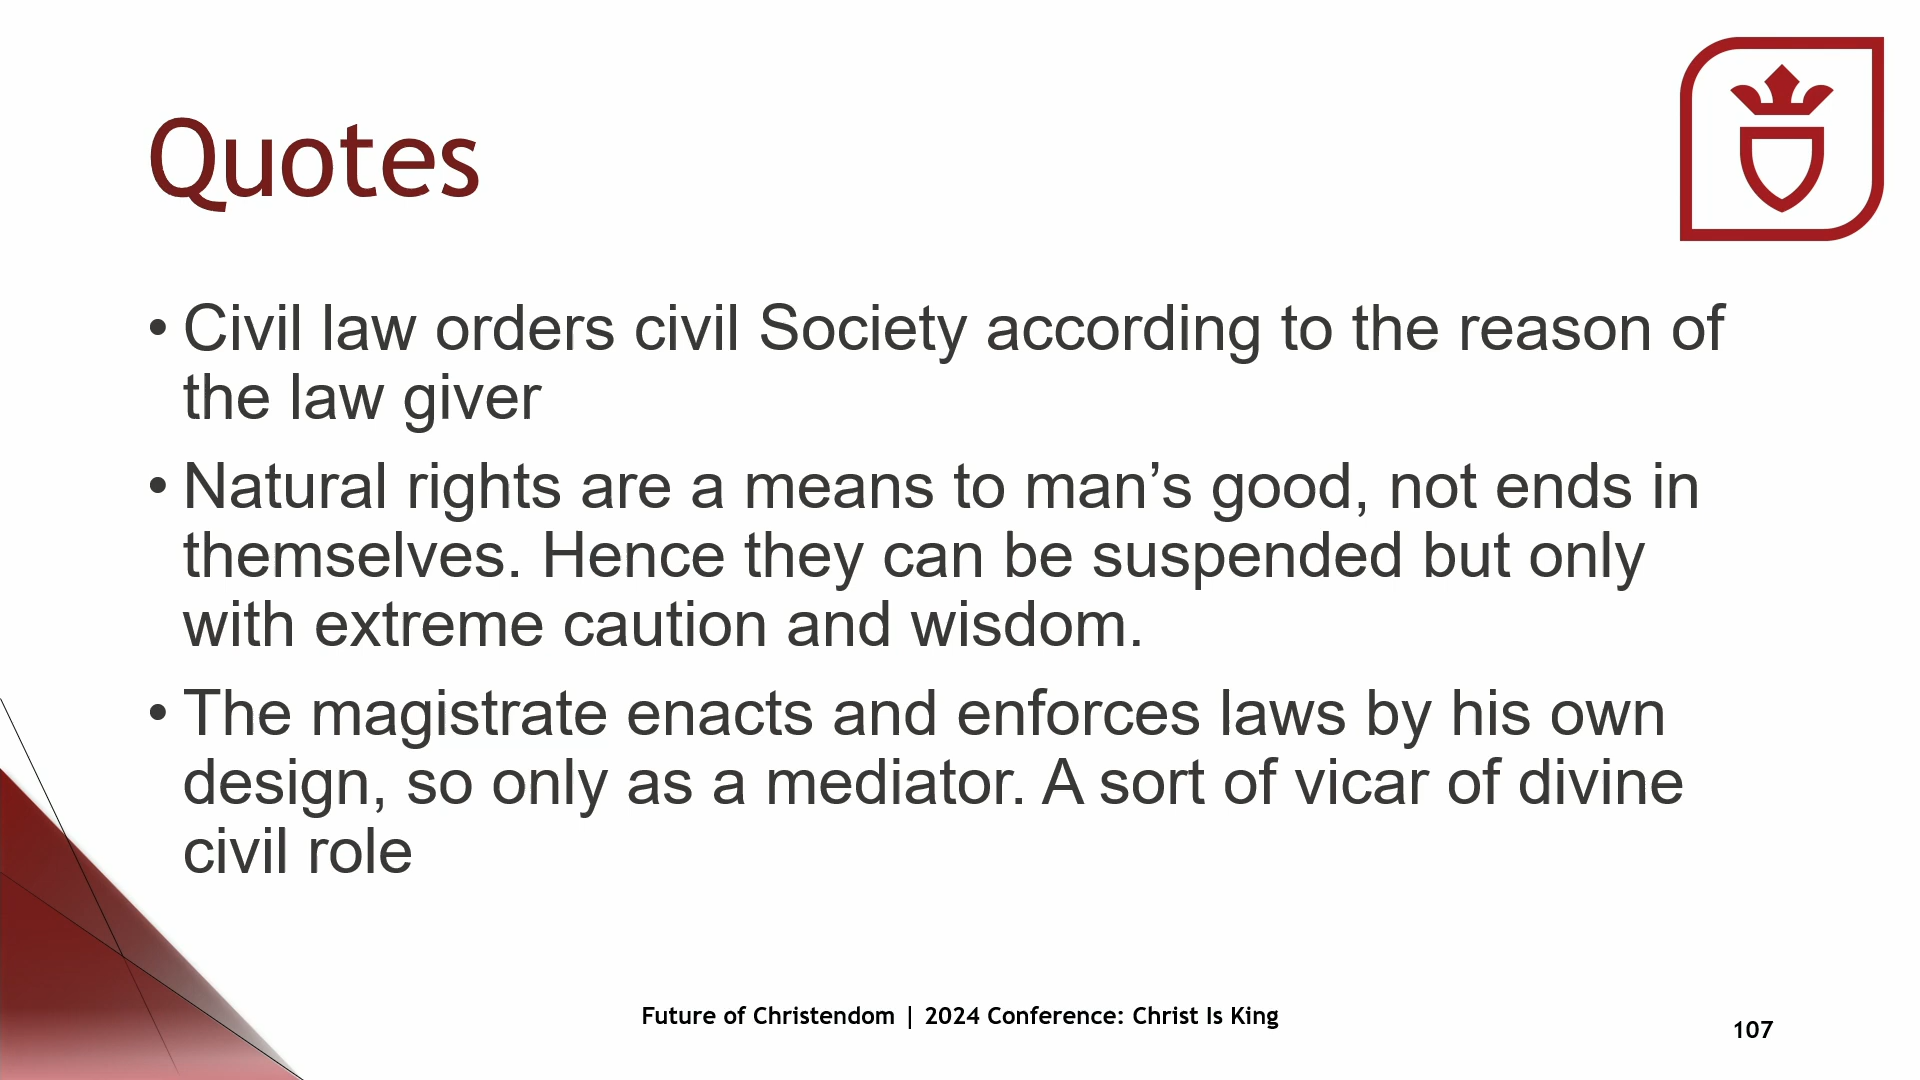 Quotes
• Civil law orders civil Society according to the reason of
the law giver
• Natural rights are a means to man’s good, not ends in
themselves. Hence they can be suspended but only
with extreme caution and wisdom.
• The magistrate enacts and enforces laws by his own
design, so only as a mediator. A sort of vicar of divine
civil role
Future of Christendom | 2024 Conference: Christ Is King
107